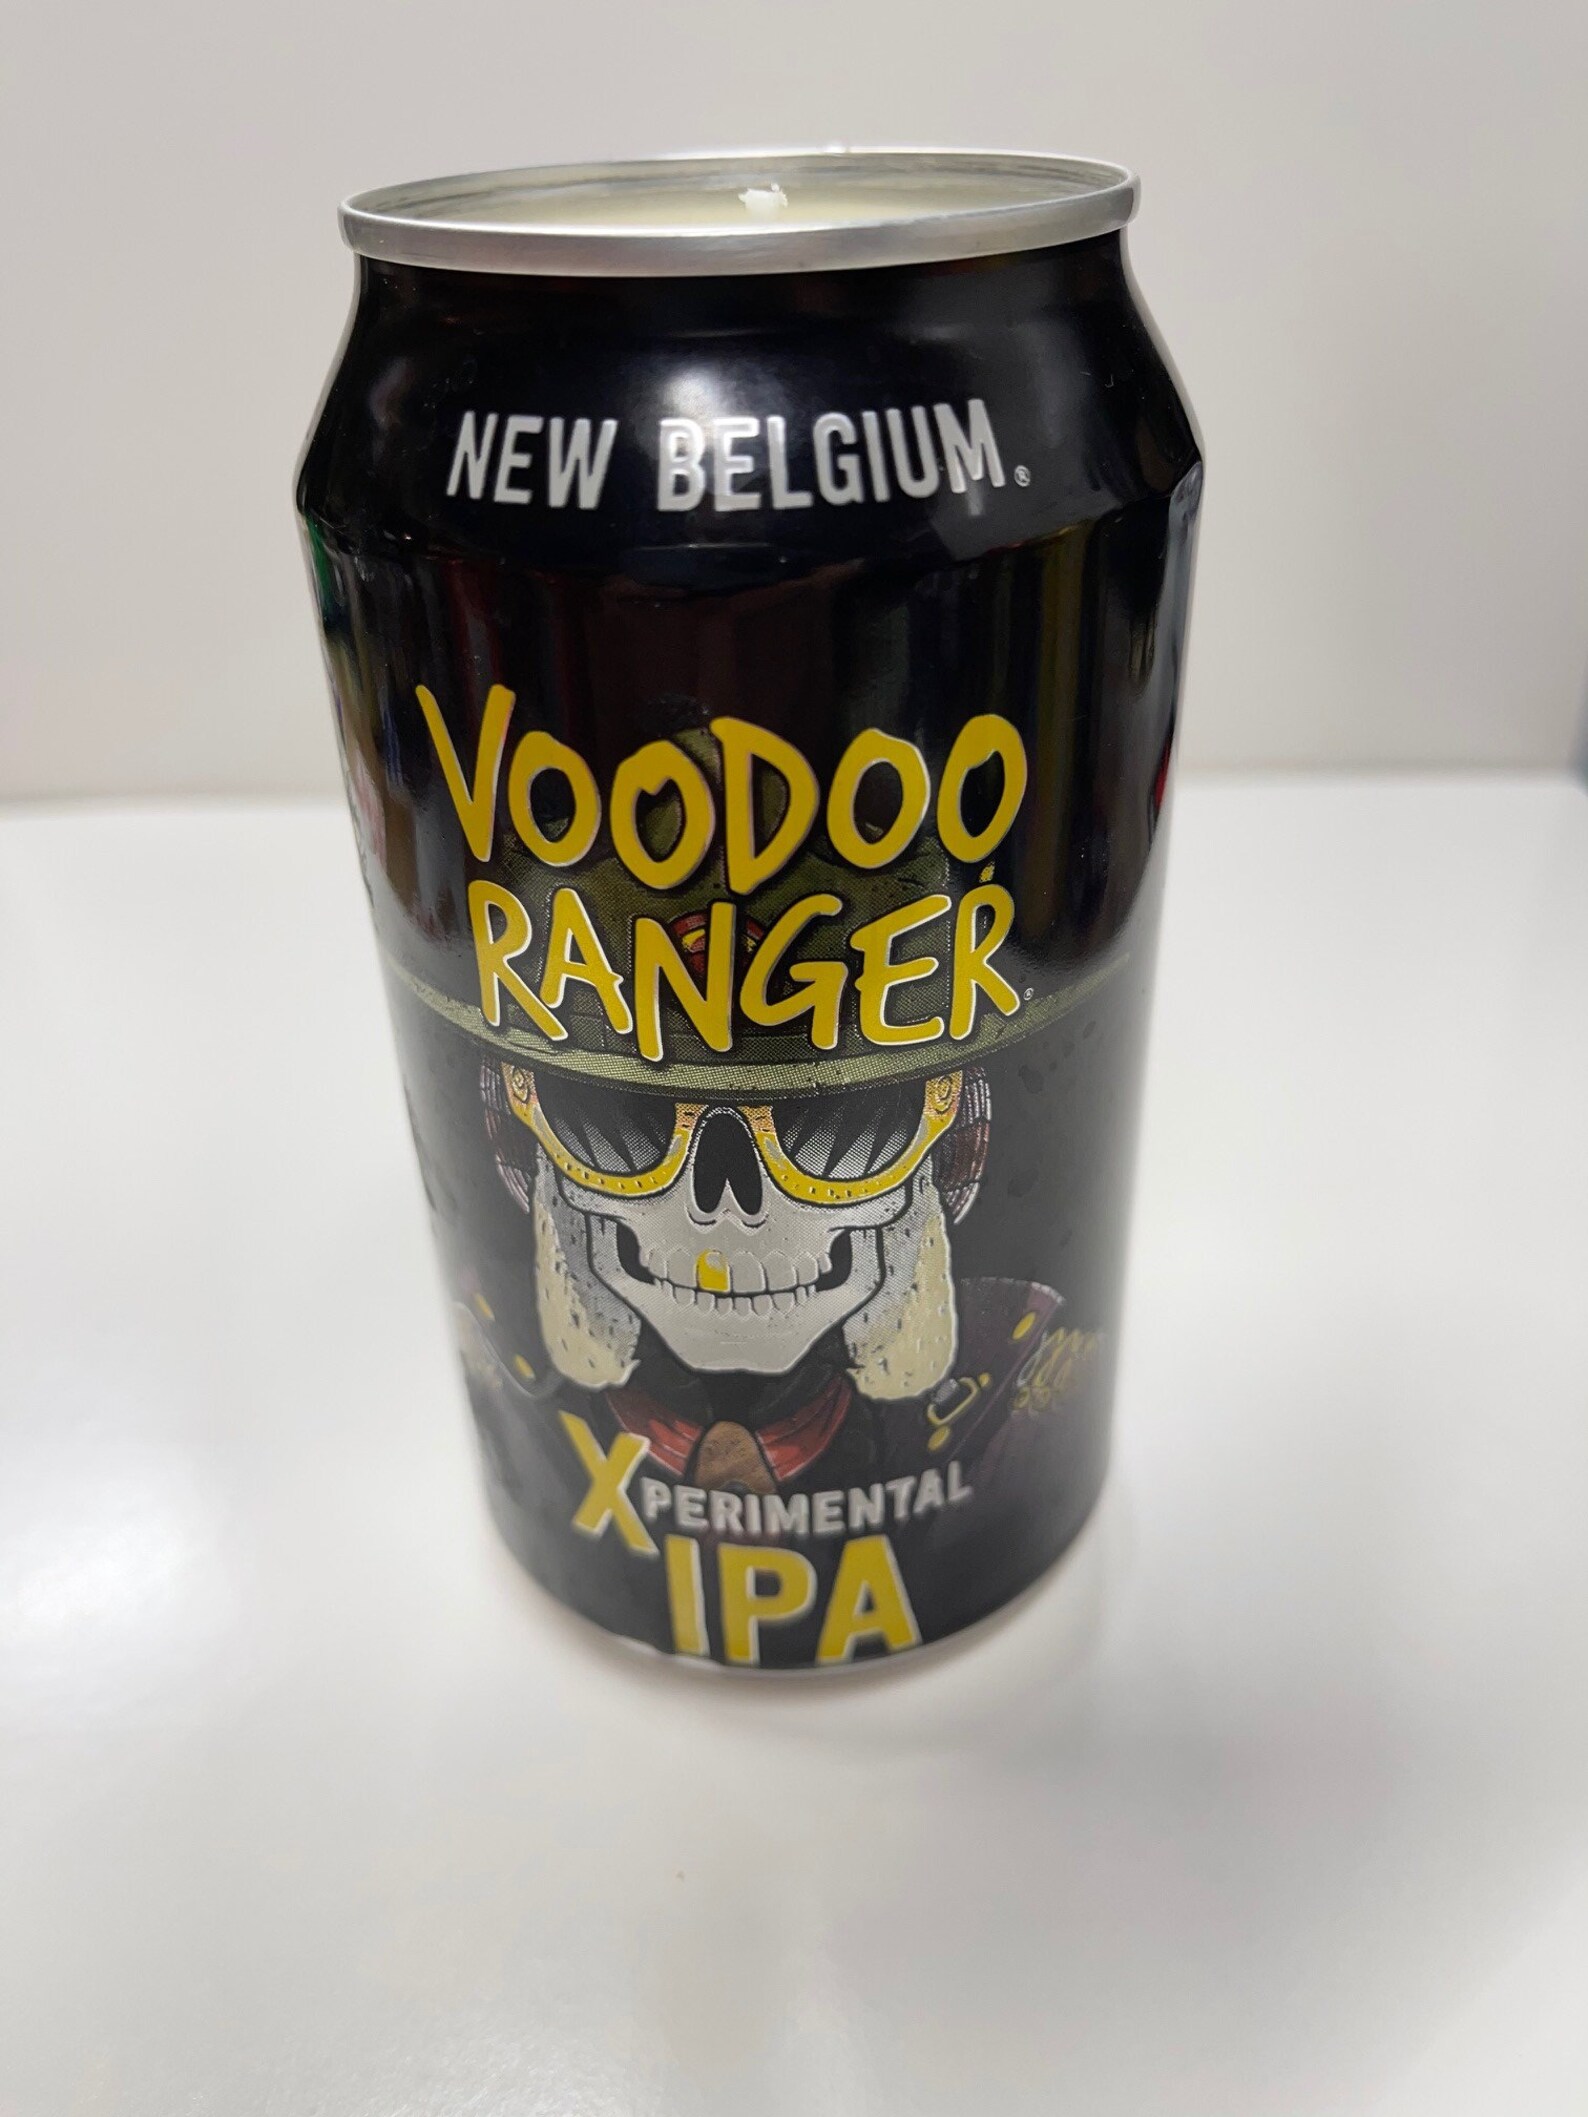 NEW BELGIUM®
VOODOO
RANGER®
XPERIMENTAL
IPA